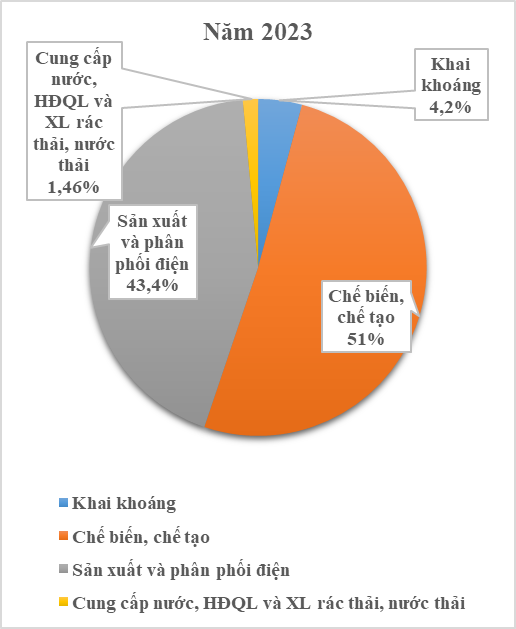 Năm 2023
Cung cấp
nước,
HĐQL và
XL rác
thải, nước
thải
1,46%
Khai
khoáng
4,2%
Sản xuất
và phân
phối điện
43,4%
Chế biến,
chế tạo
51%
Khai khoáng
Chế biến, chế tạo
Sản xuất và phân phối điện
Cung cấp nước, HĐQL và XL rác thải, nước thải